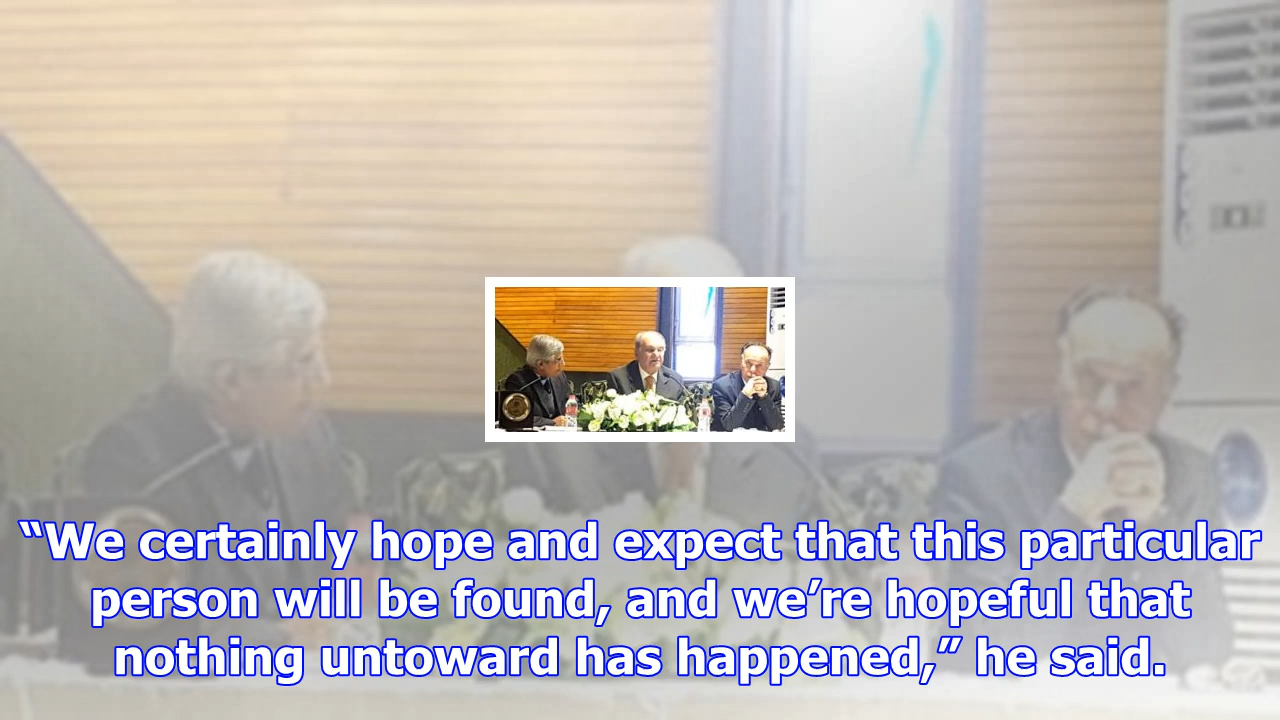 “We certainly hope and expect that this particular
person will be found, and we’re hopeful that
nothing untoward has happened,” he said.